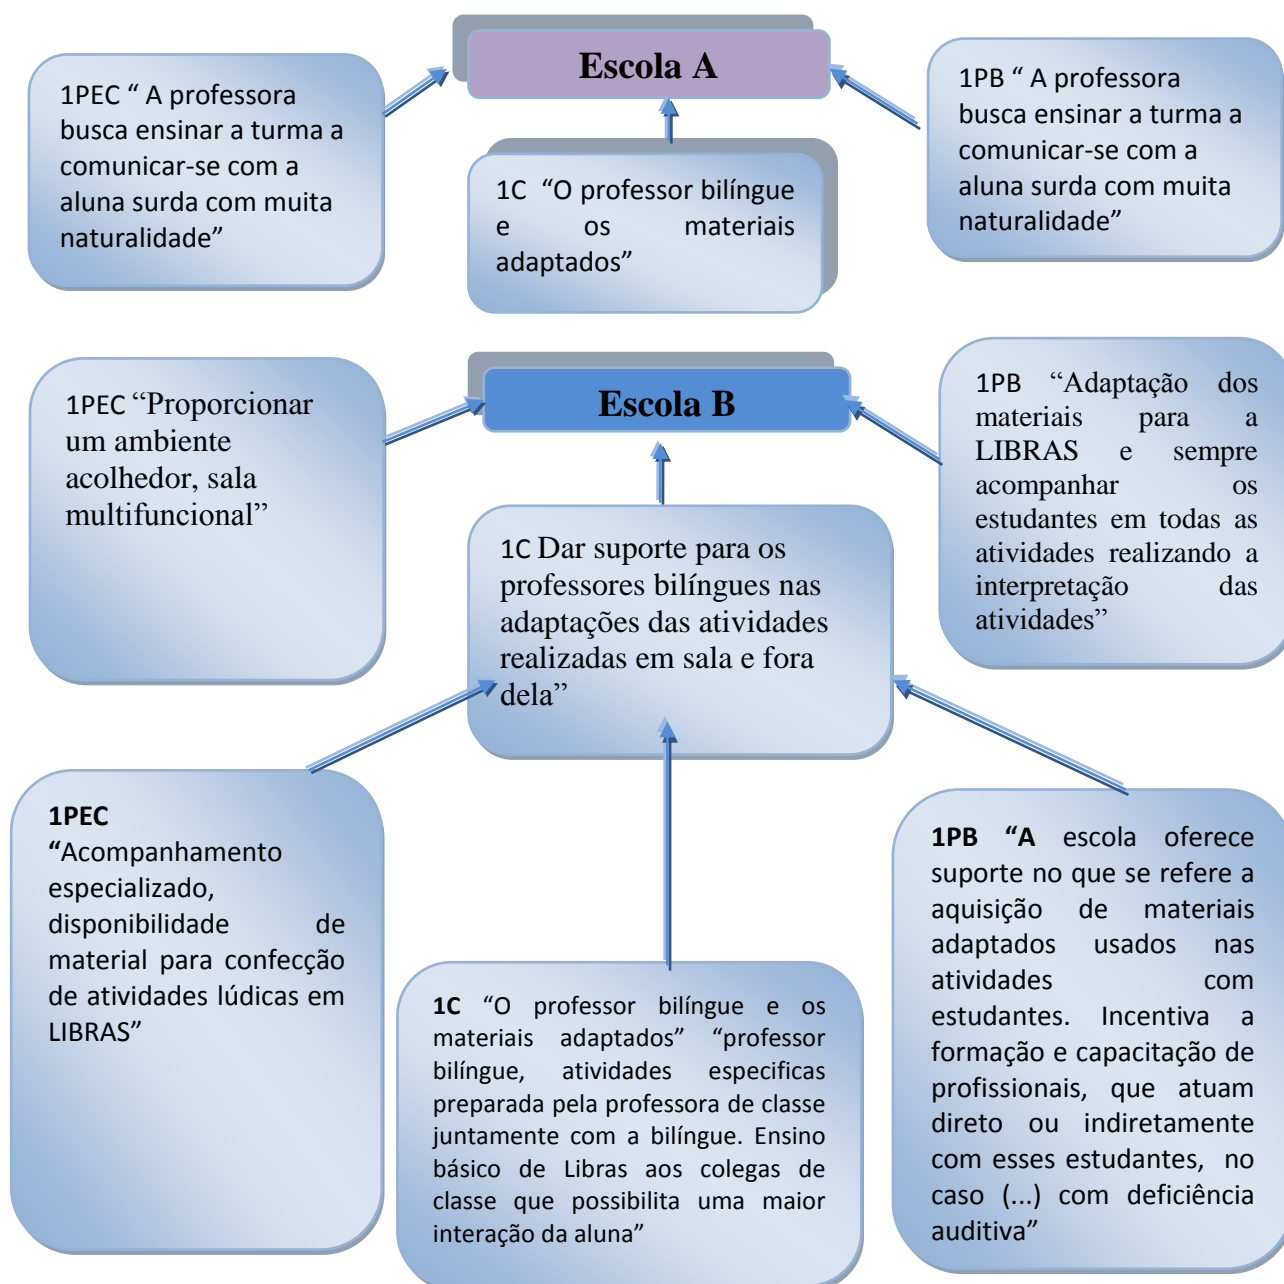 Escola A
1PEC “ A professora
busca ensinar a turma a
comunicar-se com a
aluna surda com muita
naturalidade”
1C “O professor bilíngue
e os materiais
adaptados”
1PB “ A professora
busca ensinar a turma a
comunicar-se com a
aluna surda com muita
naturalidade”
Escola B
1PEC “Proporcionar
um ambiente
acolhedor, sala
multifuncional”
1C Dar suporte para os
professores bilíngues nas
adaptações das atividades
realizadas em sala e fora
dela”
1PB “Adaptação dos
materiais para a
LIBRAS e sempre
acompanhar os
estudantes em todas as
atividades realizando a
interpretação das
atividades”
1PEC
“Acompanhamento
especializado,
disponibilidade de
material para confecção
de atividades lúdicas em
LIBRAS”
1C “O professor bilíngue e os
materiais adaptados” “professor
bilíngue, atividades especificas
preparada pela professora de classe
juntamente com a bilíngue. Ensino
básico de Libras aos colegas de
classe que possibilita uma maior
interação da aluna”
1PB “A escola oferece
suporte no que se refere a
aquisição de materiais
adaptados usados nas
atividades com
estudantes. Incentiva a
formação e capacitação de
profissionais, que atuam
direto ou indiretamente
com esses estudantes, no
caso (...) com deficiência
auditiva”